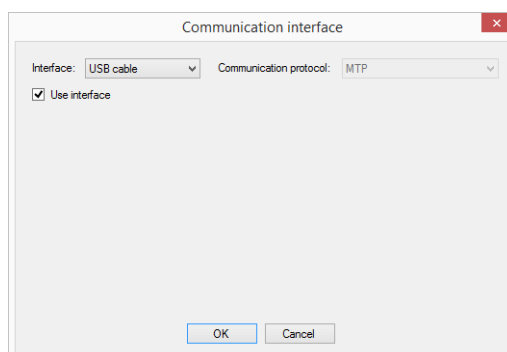 Communication interface
Interface: USB cable Communication protocol: MTP
Use interface
OK Cancel